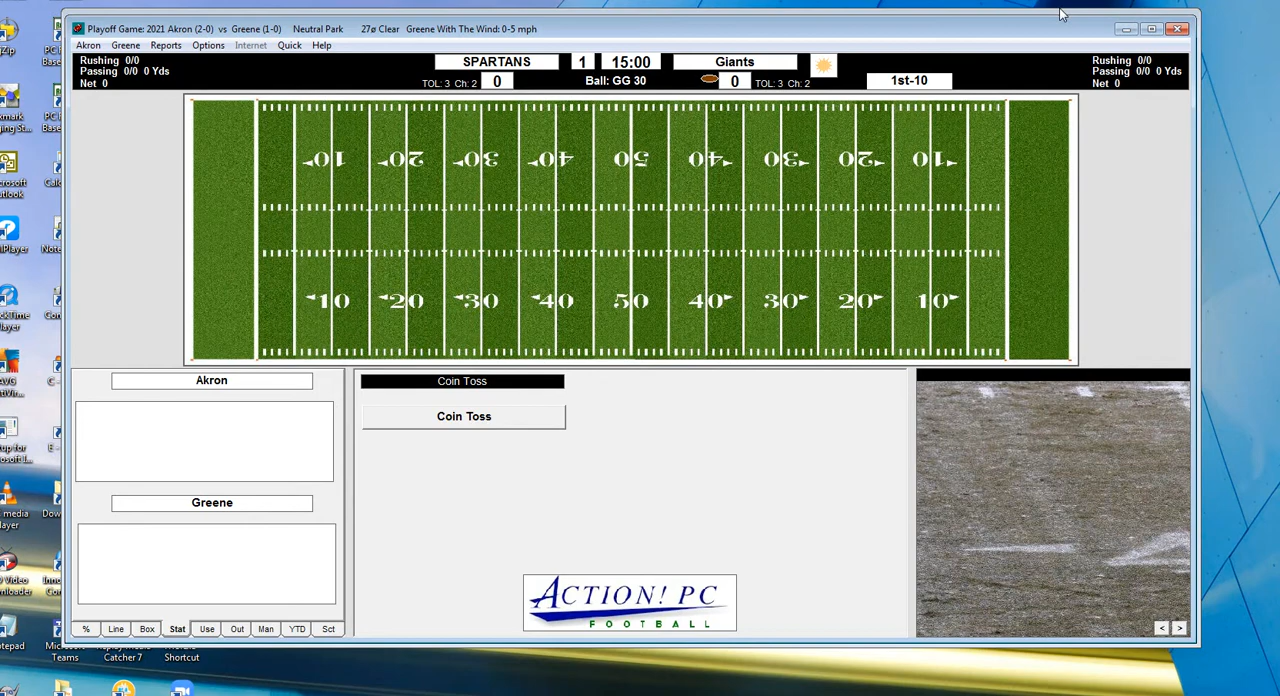 Playoff Game: 2021 Akron (2-0) vs Greene (1-0) Neutral Park 27ø Clear Greene With The Wind: 0-5 mph
Akron Greene Reports Options Internet Quick Help
Rushing 0/0
Passing 0/0 0 Yds
Net 0
SPARTANS 1 15:00 Giants
TOL: 3 Ch: 2 0 Ball: GG 30 0 TOL: 3 Ch: 2 1st-10
Rushing 0/0
Passing 0/0 0 Yds
Net 0
10 20 30 40 50 40 30 20 10
10 20 30 40 50 40 30 20 10
Akron
Greene
% Line Box Stat Use Out Man YTD Sct
Coin Toss
Coin Toss
ACTION! PC
FOOTBALL
< >
Microsoft
Teams
Replay Media
Catcher 7
Shortcut